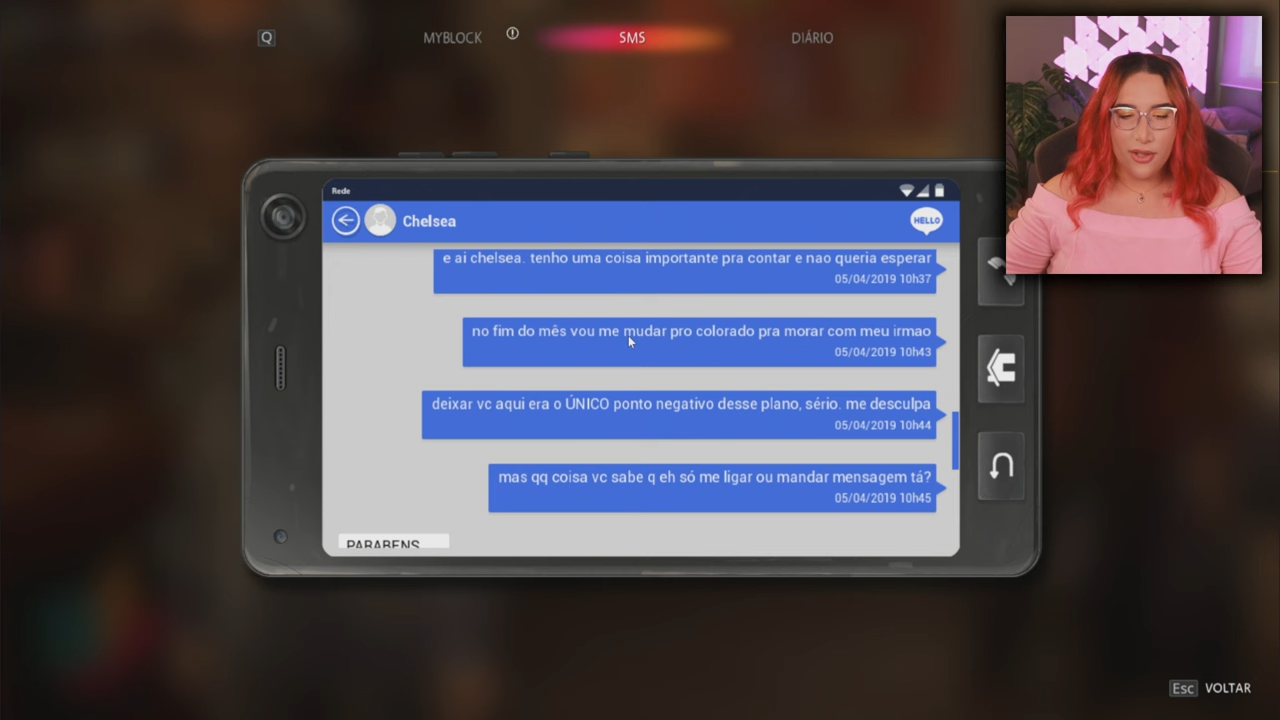 Q
MYBLOCK
SMS
DIÁRIO
Rede
Chelsea
HELLO
e ai chelsea. tenho uma coisa importante pra contar e nao queria esperar
05/04/2019 10h37
no fim do mês vou me mudar pro colorado pra morar com meu irmao
05/04/2019 10h43
deixar vc aqui era o ÚNICO ponto negativo desse plano, sério. me desculpa
05/04/2019 10h44
mas qq coisa vc sabe q eh só me ligar ou mandar mensagem tá?
05/04/2019 10h45
PARABENS
Esc VOLTAR